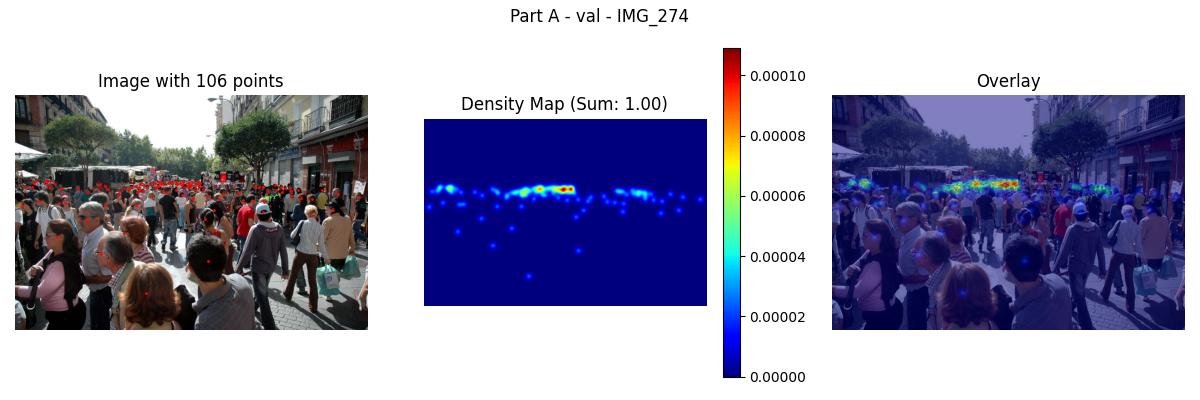 Part A - val - IMG_274
Image with 106 points
Density Map (Sum: 1.00)
Overlay
0.00010
0.00008
0.00006
0.00004
0.00002
0.00000